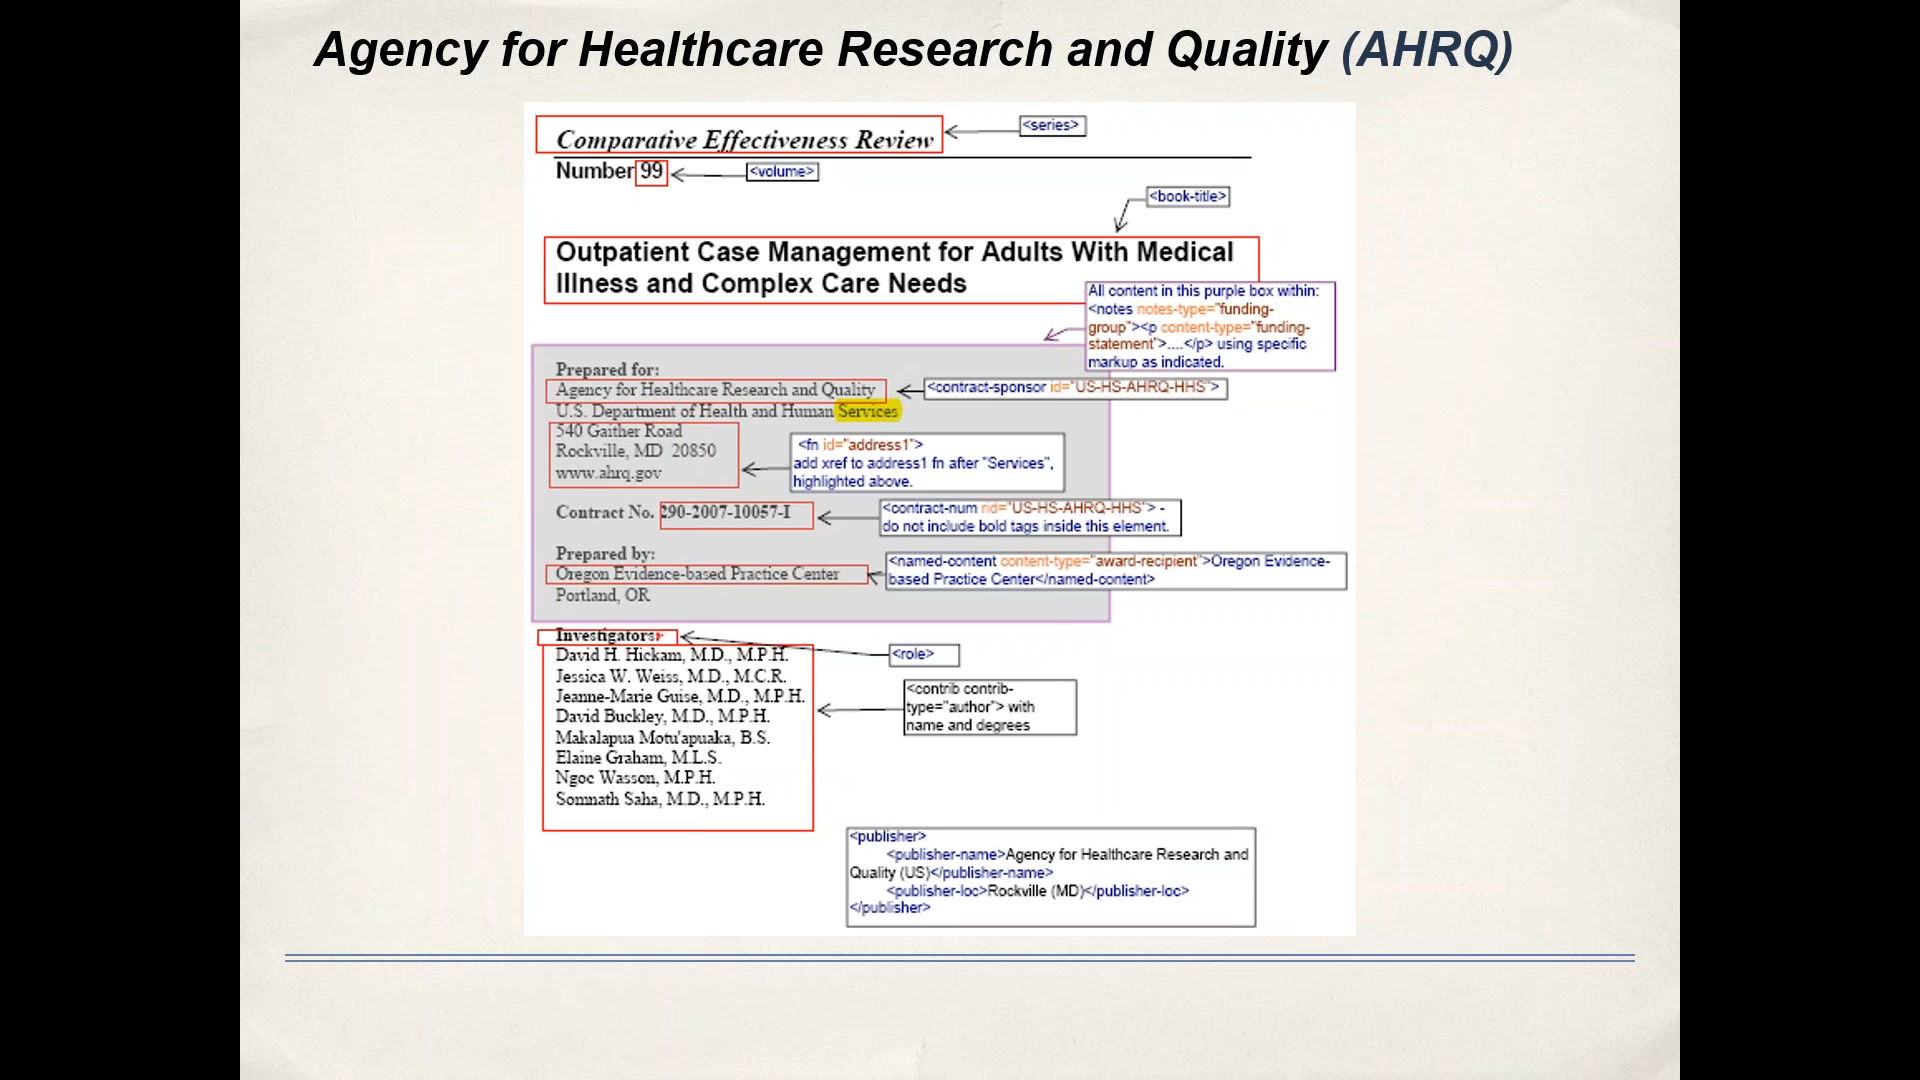 Agency for Healthcare Research and Quality (AHRQ)
Comparative Effectiveness Review
<series>
Number 99
<volume>
<book-title>
Outpatient Case Management for Adults With Medical
Illness and Complex Care Needs
All content in this purple box within:
<notes notes-type="funding-
group"><p content-type="funding-
statement">....</p> using specific
markup as indicated.
Prepared for:
Agency for Healthcare Research and Quality
<contract-sponsor id="US-HS-AHRQ-HHS">
U.S. Department of Health and Human Services
540 Gaither Road
Rockville, MD 20850
www.ahrq.gov
<fn id="address1">
add xref to address1 fn after "Services",
highlighted above.
Contract No. 290-2007-10057-I
<contract-num rid="US-HS-AHRQ-HHS"> -
do not include bold tags inside this element.
Prepared by:
Oregon Evidence-based Practice Center
<named-content content-type="award-recipient">Oregon Evidence-
based Practice Center</named-content>
Portland, OR
Investigators:
<role>
David H. Hickam, M.D., M.P.H.
Jessica W. Weiss, M.D., M.C.R.
Jeanne-Marie Guise, M.D., M.P.H.
David Buckley, M.D., M.P.H.
Makalapua Motu'apuaka, B.S.
Elaine Graham, M.L.S.
Ngoc Wasson, M.P.H.
Somnath Saha, M.D., M.P.H.
<contrib contrib-
type="author"> with
name and degrees
<publisher>
<publisher-name>Agency for Healthcare Research and
Quality (US)</publisher-name>
<publisher-loc>Rockville (MD)</publisher-loc>
</publisher>